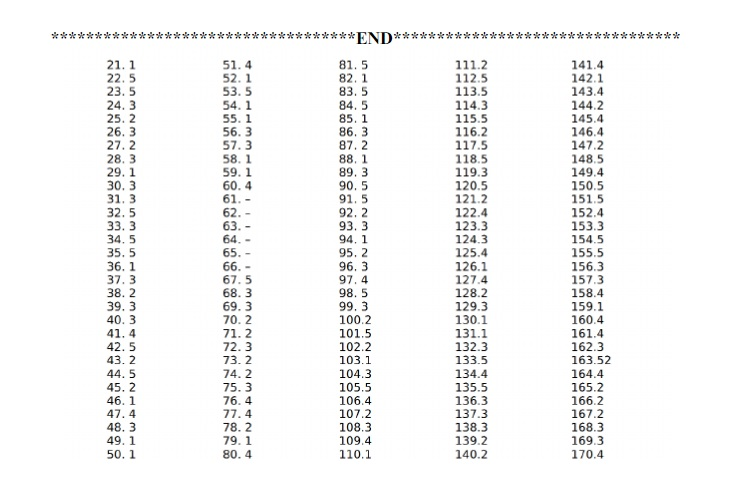 ***********************************END*********************************
21. 1 51. 4 81. 5 111.2 141.4
22. 5 52. 1 82. 1 112.5 142.1
23. 5 53. 5 83. 5 113.5 143.4
24. 3 54. 1 84. 5 114.3 144.2
25. 2 55. 1 85. 1 115.5 145.4
26. 3 56. 3 86. 3 116.2 146.4
27. 2 57. 3 87. 2 117.5 147.2
28. 3 58. 1 88. 1 118.5 148.5
29. 1 59. 1 89. 3 119.3 149.4
30. 3 60. 4 90. 5 120.5 150.5
31. 3 61. – 91. 5 121.2 151.5
32. 5 62. – 92. 2 122.4 152.4
33. 3 63. – 93. 3 123.3 153.3
34. 5 64. – 94. 1 124.3 154.5
35. 5 65. – 95. 2 125.4 155.5
36. 1 66. – 96. 3 126.1 156.3
37. 3 67. 5 97. 4 127.4 157.3
38. 2 68. 3 98. 5 128.2 158.4
39. 3 69. 3 99. 3 129.3 159.1
40. 3 70. 2 100.2 130.1 160.4
41. 4 71. 2 101.5 131.1 161.4
42. 5 72. 3 102.2 132.3 162.3
43. 2 73. 2 103.1 133.5 163.52
44. 5 74. 2 104.3 134.4 164.4
45. 2 75. 3 105.5 135.5 165.2
46. 1 76. 4 106.4 136.3 166.2
47. 4 77. 4 107.2 137.3 167.2
48. 3 78. 2 108.3 138.3 168.3
49. 1 79. 1 109.4 139.2 169.3
50. 1 80. 4 110.1 140.2 170.4